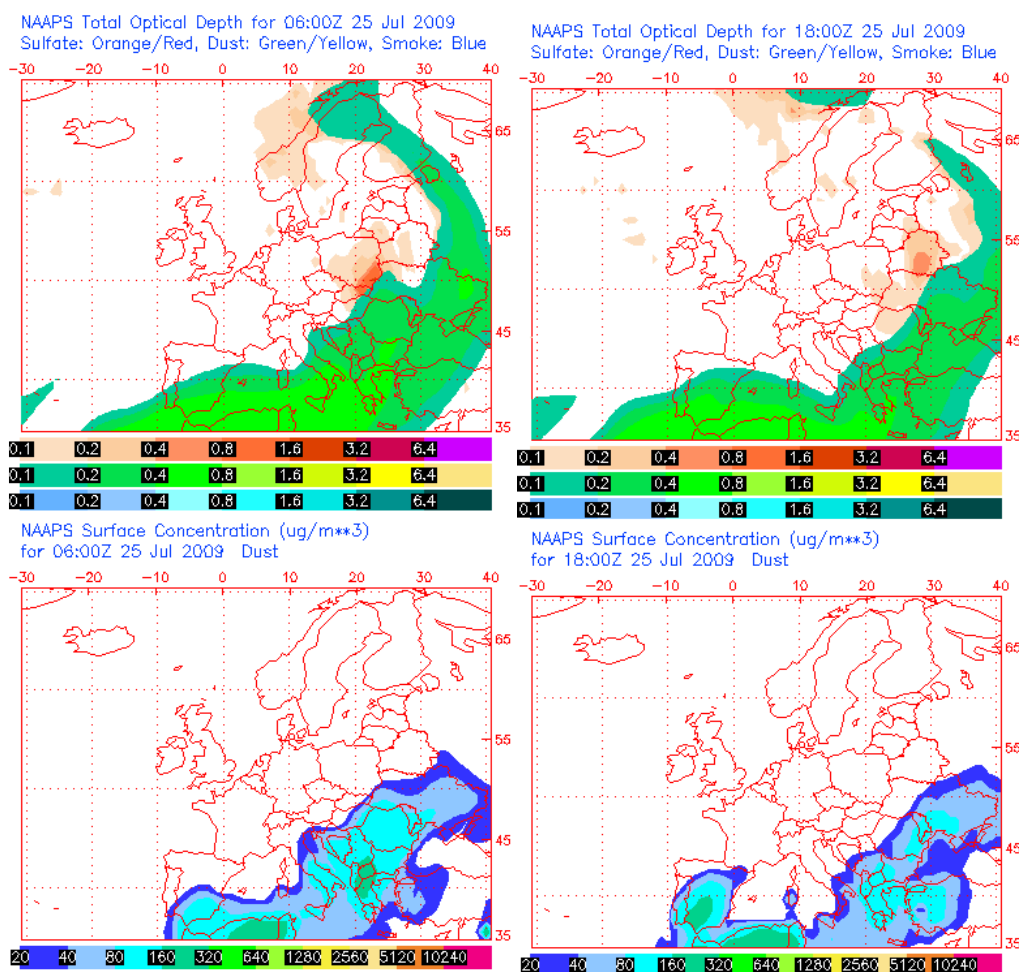 NAAPS Total Optical Depth for 06:00Z 25 Jul 2009
Sulfate: Orange/Red, Dust: Green/Yellow, Smoke: Blue
-30 -20 -10 0 10 20 30 40
65
55
45
35
0.1 0.2 0.4 0.8 1.6 3.2 6.4
0.1 0.2 0.4 0.8 1.6 3.2 6.4
0.1 0.2 0.4 0.8 1.6 3.2 6.4
NAAPS Total Optical Depth for 18:00Z 25 Jul 2009
Sulfate: Orange/Red, Dust: Green/Yellow, Smoke: Blue
-30 -20 -10 0 10 20 30 40
65
55
45
35
0.1 0.2 0.4 0.8 1.6 3.2 6.4
0.1 0.2 0.4 0.8 1.6 3.2 6.4
0.1 0.2 0.4 0.8 1.6 3.2 6.4
NAAPS Surface Concentration (ug/m**3)
for 06:00Z 25 Jul 2009 Dust
-30 -20 -10 0 10 20 30 40
65
55
45
35
20 40 80 160 320 640 1280 2560 5120 10240
NAAPS Surface Concentration (ug/m**3)
for 18:00Z 25 Jul 2009 Dust
-30 -20 -10 0 10 20 30 40
65
55
45
35
20 40 80 160 320 640 1280 2560 5120 10240